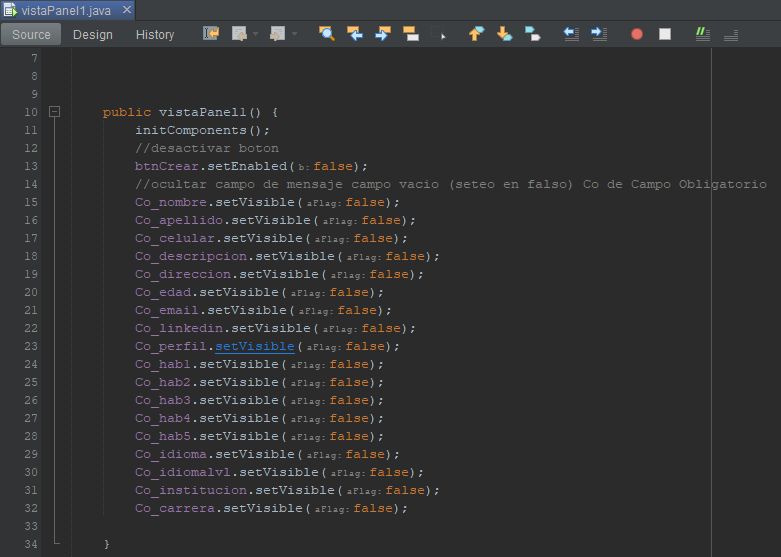 vistaPanel1.java
Source Design History
7
8
9
10 public vistaPanel1() {
11 initComponents();
12 //desactivar boton
13 btnCrear.setEnabled(b:false);
14 //ocultar campo de mensaje campo vacio (seteo en falso) Co de Campo Obligatorio
15 Co_nombre.setVisible(aFlag:false);
16 Co_apellido.setVisible(aFlag:false);
17 Co_celular.setVisible(aFlag:false);
18 Co_descripcion.setVisible(aFlag:false);
19 Co_direccion.setVisible(aFlag:false);
20 Co_edad.setVisible(aFlag:false);
21 Co_email.setVisible(aFlag:false);
22 Co_linkedin.setVisible(aFlag:false);
23 Co_perfil.setVisible(aFlag:false);
24 Co_hab1.setVisible(aFlag:false);
25 Co_hab2.setVisible(aFlag:false);
26 Co_hab3.setVisible(aFlag:false);
27 Co_hab4.setVisible(aFlag:false);
28 Co_hab5.setVisible(aFlag:false);
29 Co_idioma.setVisible(aFlag:false);
30 Co_idiomalvl.setVisible(aFlag:false);
31 Co_institucion.setVisible(aFlag:false);
32 Co_carrera.setVisible(aFlag:false);
33
34 }